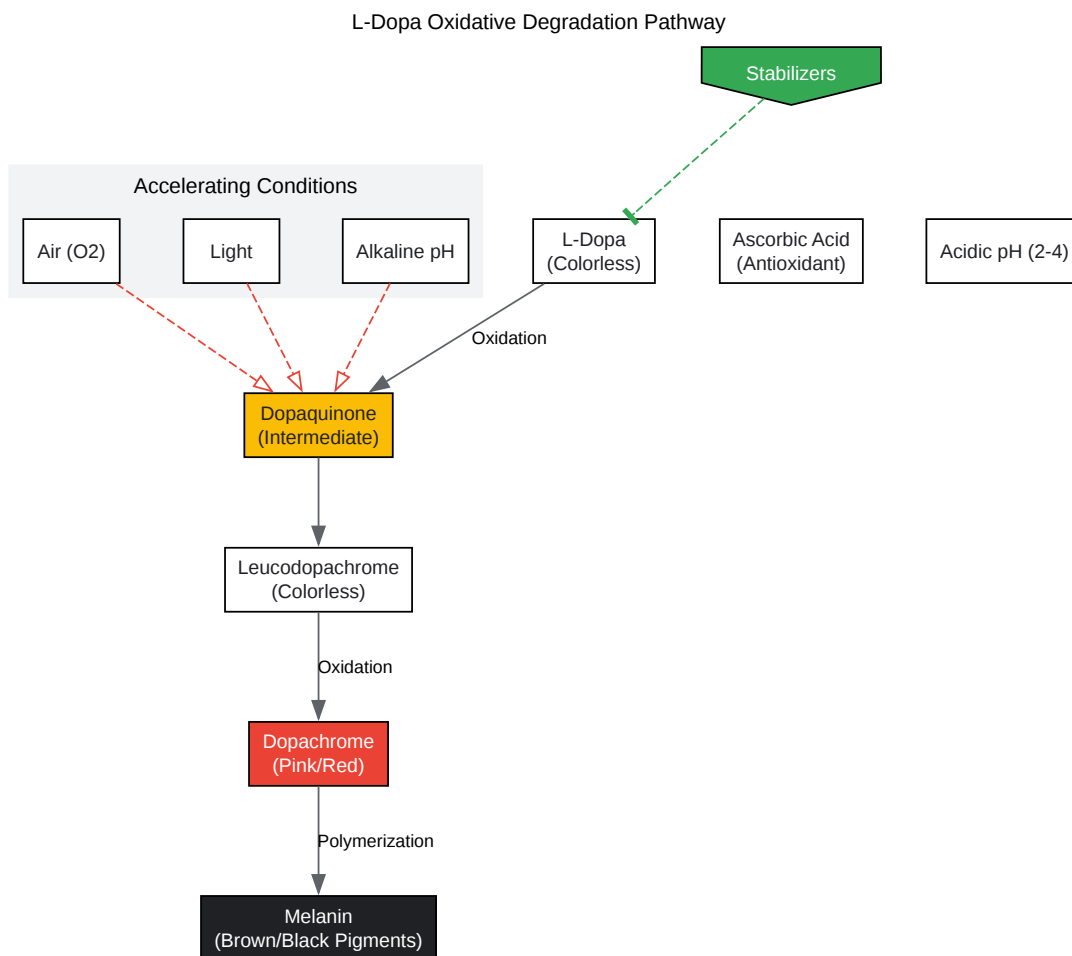 L-Dopa Oxidative Degradation Pathway
Stabilizers
Accelerating Conditions
Air (O2)
Light
Alkaline pH
L-Dopa
(Colorless)
Ascorbic Acid
(Antioxidant)
Acidic pH (2-4)
Oxidation
Dopaquinone
(Intermediate)
Leucodopachrome
(Colorless)
Oxidation
Dopachrome
(Pink/Red)
Polymerization
Melanin
(Brown/Black Pigments)